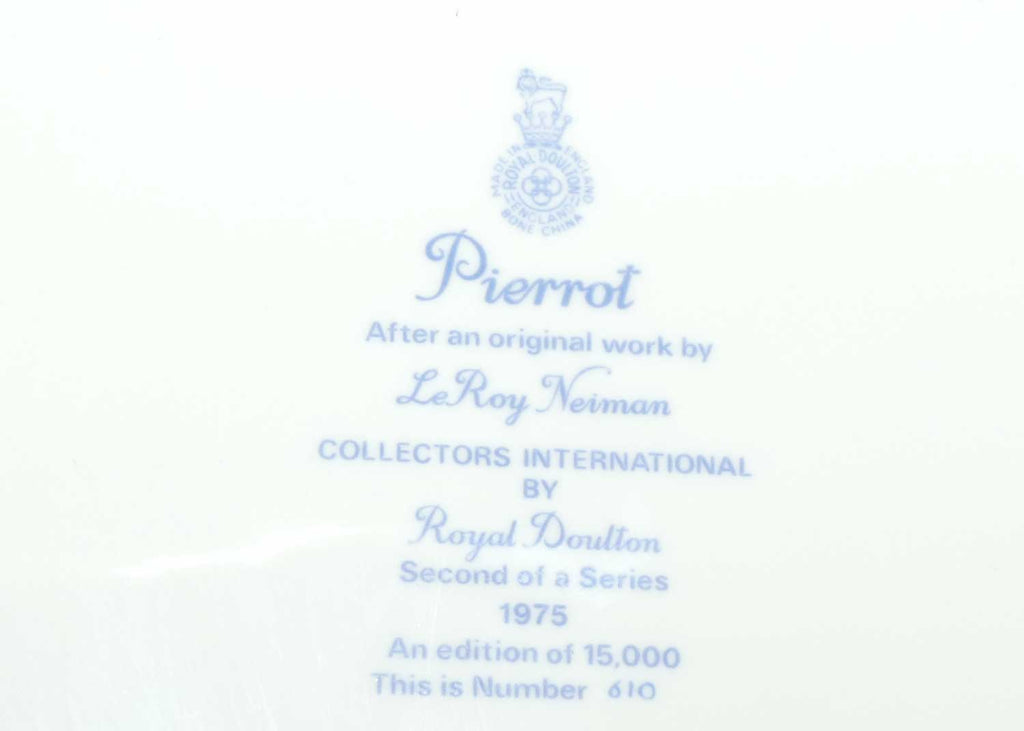 MADE IN ENGLAND
ROYAL DOULTON
ENGLAND
BONE CHINA
Pierrot
After an original work by
LeRoy Neiman
COLLECTORS INTERNATIONAL
BY
Royal Doulton
Second of a Series
1975
An edition of 15,000
This is Number 610